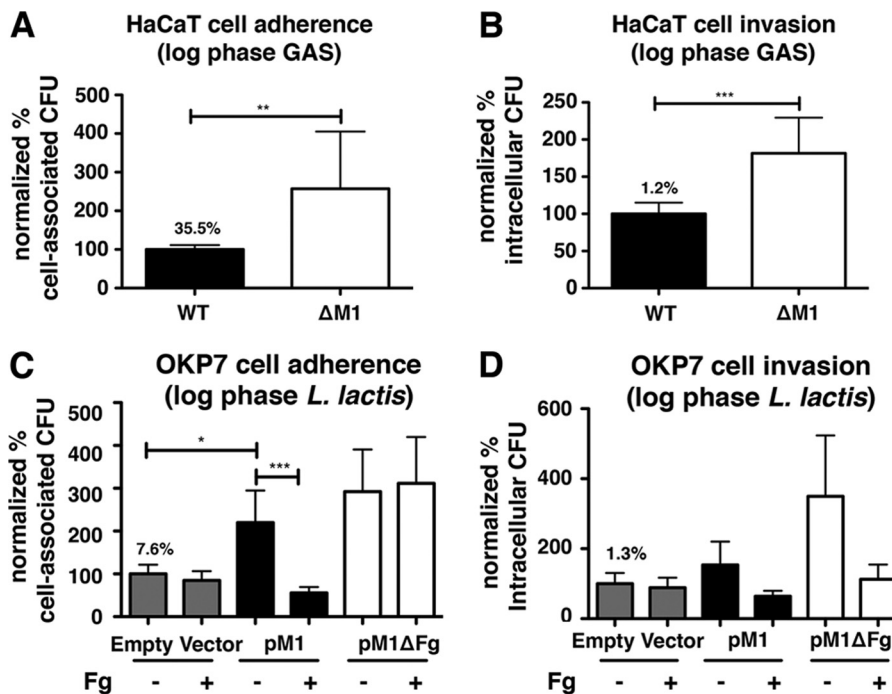 A
HaCaT cell adherence
(log phase GAS)
normalized %
cell-associated CFU
500
400
300
200
100
0
**
35.5%
WT
ΔM1
B
HaCaT cell invasion
(log phase GAS)
normalized %
intracellular CFU
250
200
150
100
50
0
***
1.2%
WT
ΔM1
C
OKP7 cell adherence
(log phase L. lactis)
normalized %
cell-associated CFU
500
400
300
200
100
0
*
***
7.6%
Empty Vector
pM1
pM1ΔFg
Fg - + - + - +
D
OKP7 cell invasion
(log phase L. lactis)
normalized %
Intracellular CFU
600
400
200
0
1.3%
Empty Vector
pM1
pM1ΔFg
Fg - + - + - +